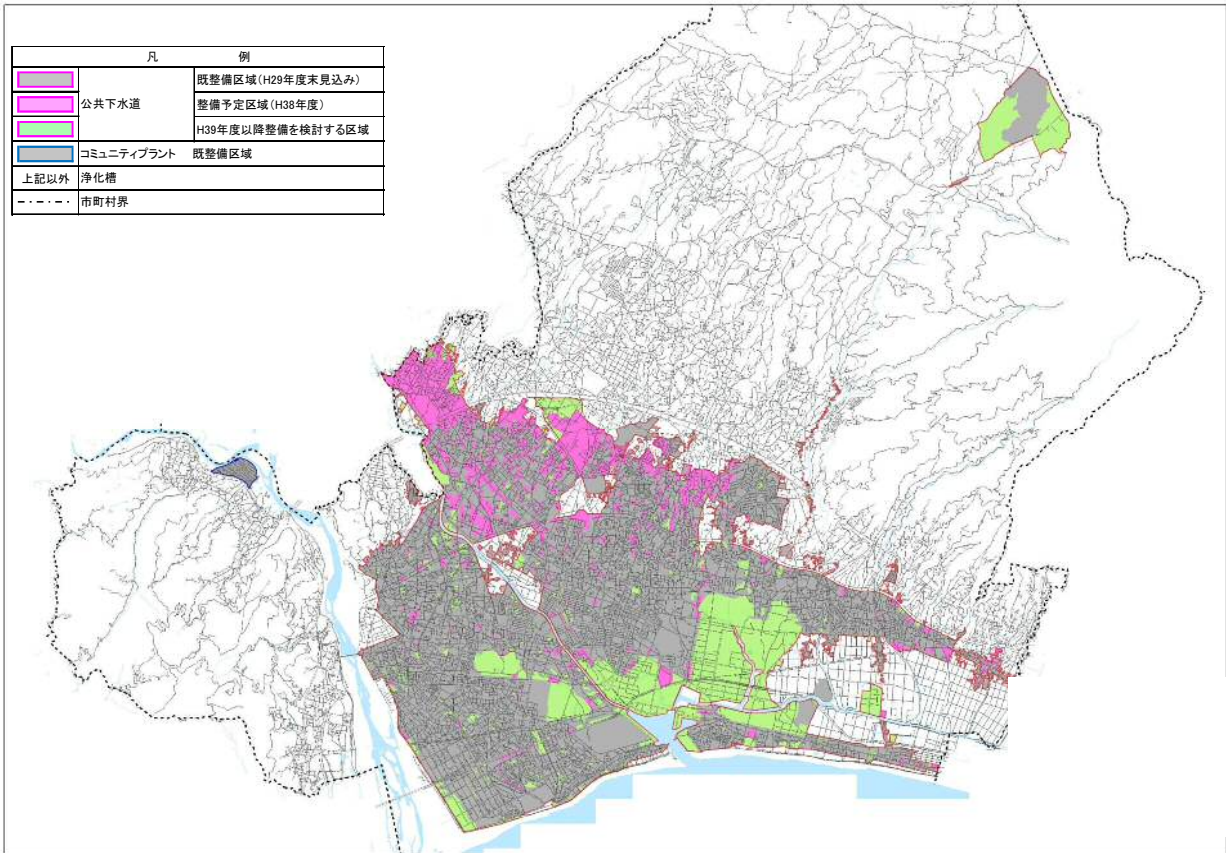 凡 例
公共下水道
既整備区域(H29年度末見込み)
整備予定区域(H38年度)
H39年度以降整備を検討する区域
コミュニティプラント 既整備区域
上記以外 浄化槽
市町村界